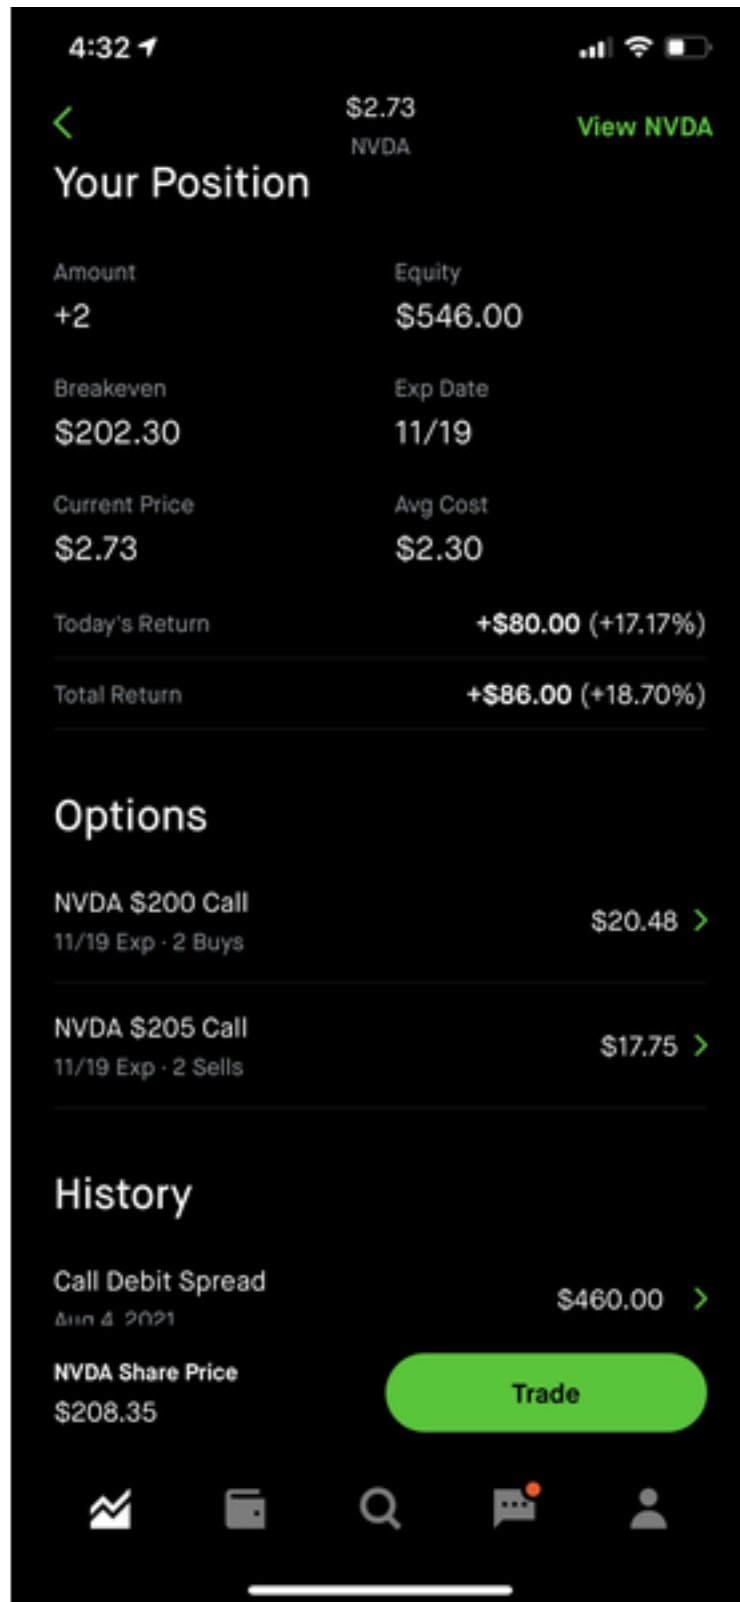 4:32
$2.73
NVDA
View NVDA
Your Position
Amount
Equity
+2
$546.00
Breakeven
Exp Date
$202.30
11/19
Current Price
Avg Cost
$2.73
$2.30
Today's Return
+$80.00 (+17.17%)
Total Return
+$86.00 (+18.70%)
Options
NVDA $200 Call
11/19 Exp · 2 Buys
$20.48
NVDA $205 Call
11/19 Exp · 2 Sells
$17.75
History
Call Debit Spread
Aug 4, 2021
$460.00
NVDA Share Price
$208.35
Trade